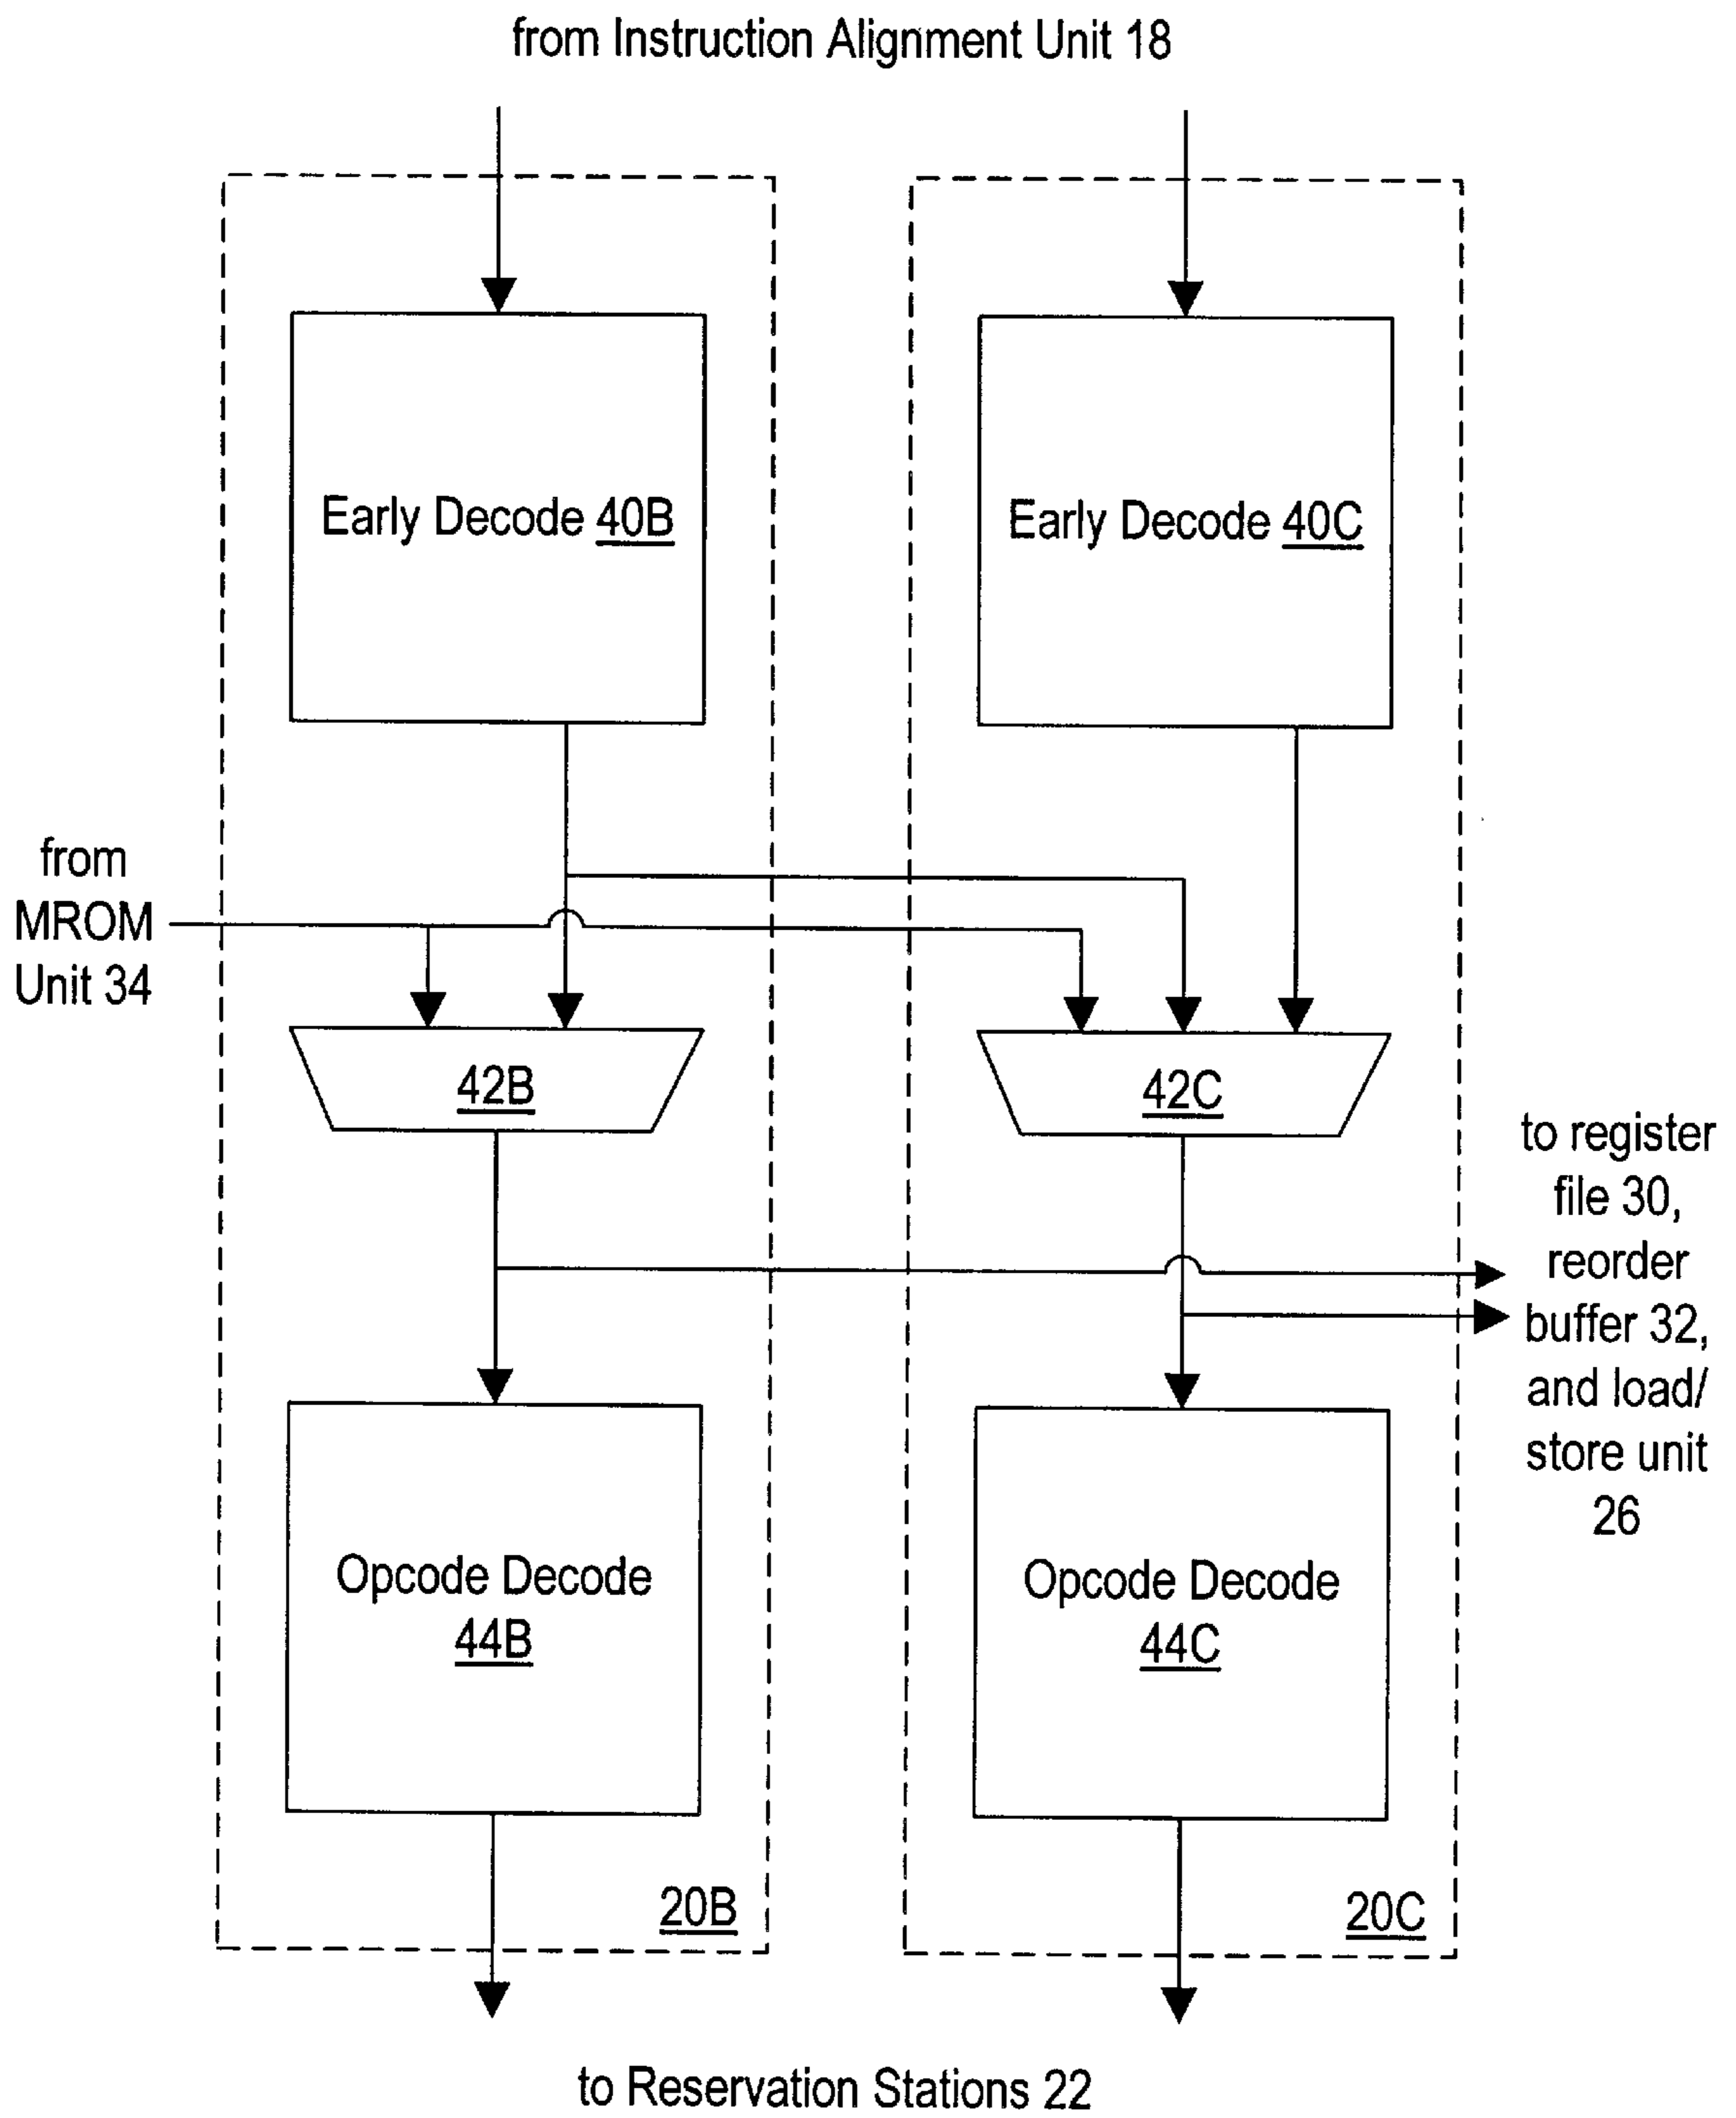 from Instruction Alignment Unit 18
Early Decode 40B
Early Decode 40C
from
MROM
Unit 34
42B
42C
to register
file 30,
reorder
buffer 32,
and load/
store unit
26
Opcode Decode
44B
Opcode Decode
44C
20B
20C
to Reservation Stations 22